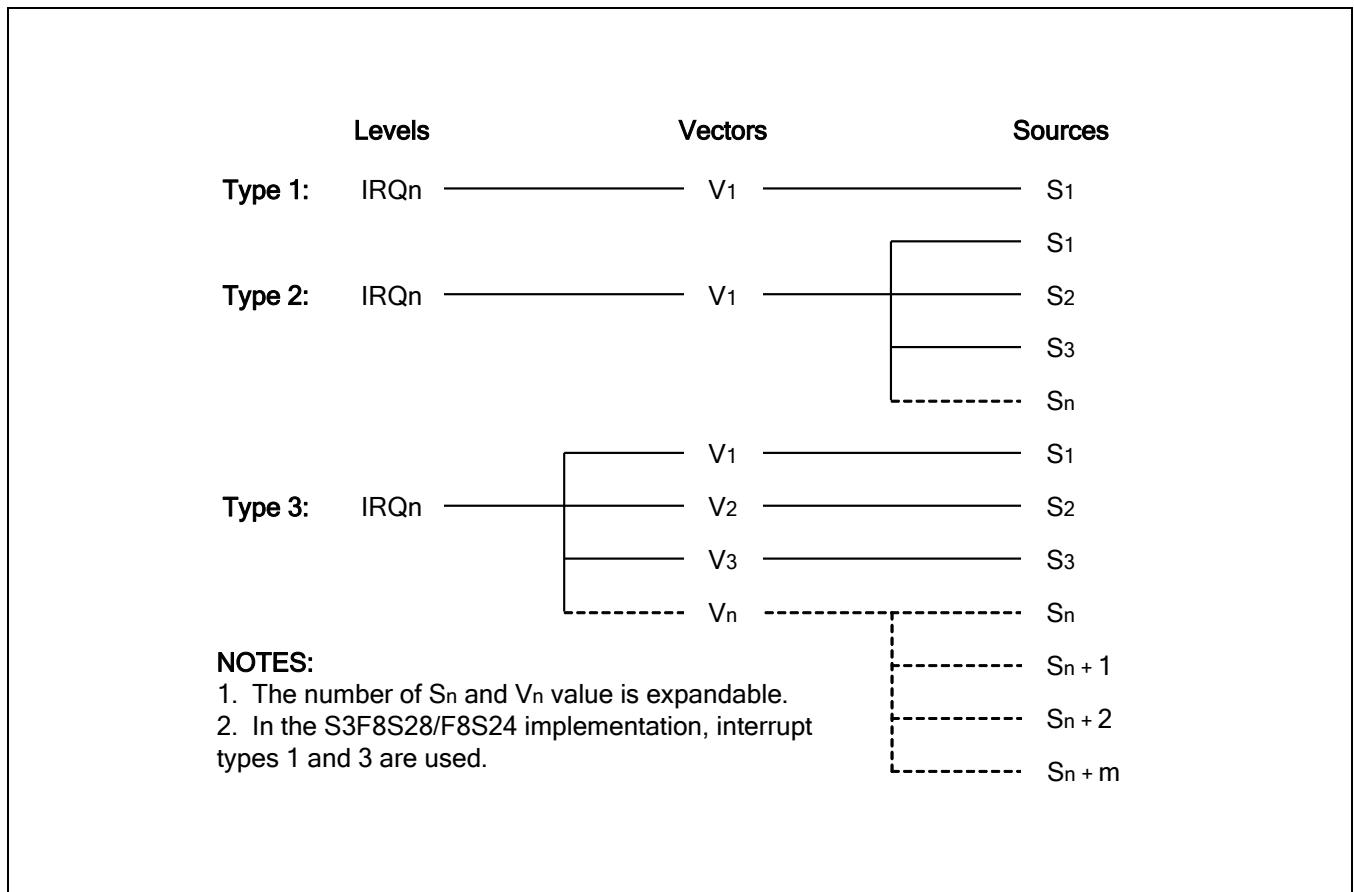 Levels Vectors Sources
Type 1: IRQn V1 S1
S1
Type 2: IRQn V1 S2
S3
Sn
V1 S1
Type 3: IRQn V2 S2
V3 S3
Vn Sn
Sn + 1
Sn + 2
Sn + m
NOTES:
1. The number of Sn and Vn value is expandable.
2. In the S3F8S28/F8S24 implementation, interrupt
types 1 and 3 are used.